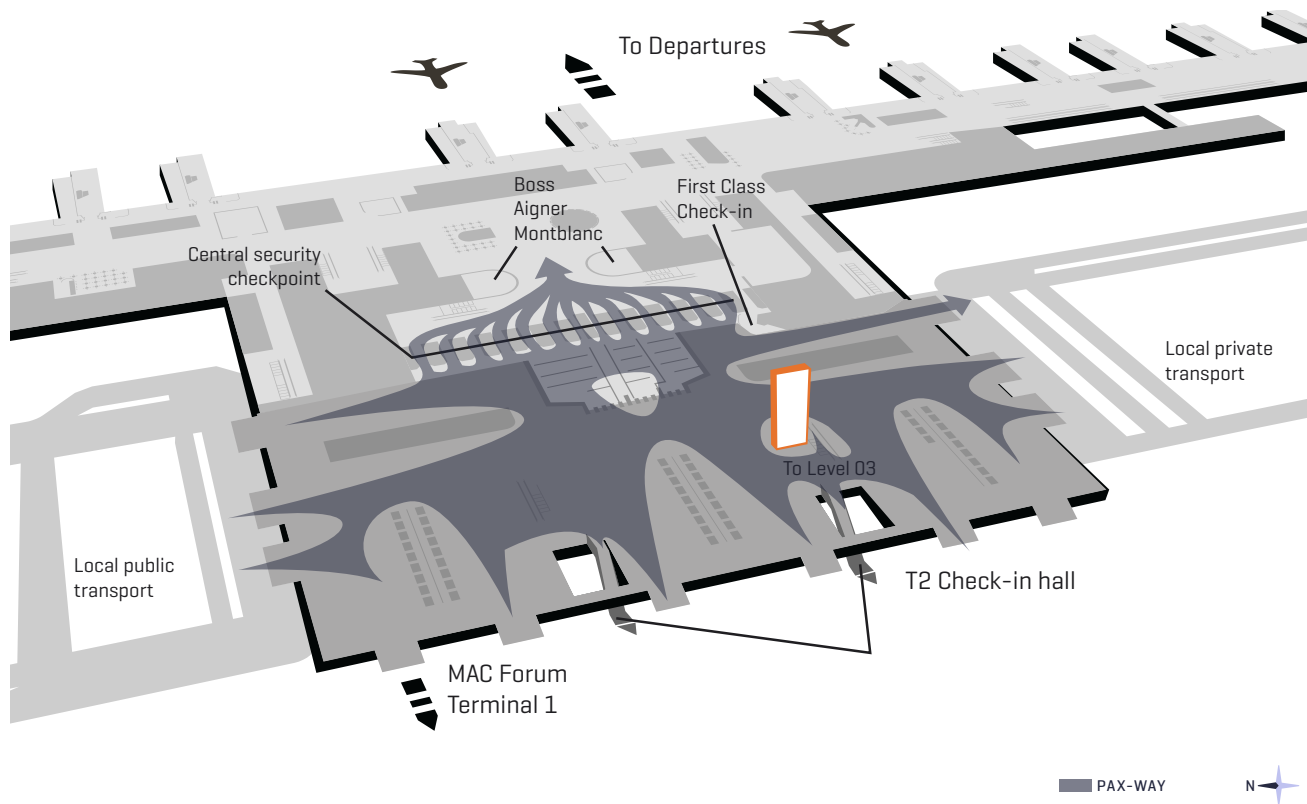 To Departures
Boss
Aigner
Montblanc
First Class
Check-in
Central security
checkpoint
Local private
transport
To Level 03
Local public
transport
T2 Check-in hall
MAC Forum
Terminal 1
PAX-WAY
N